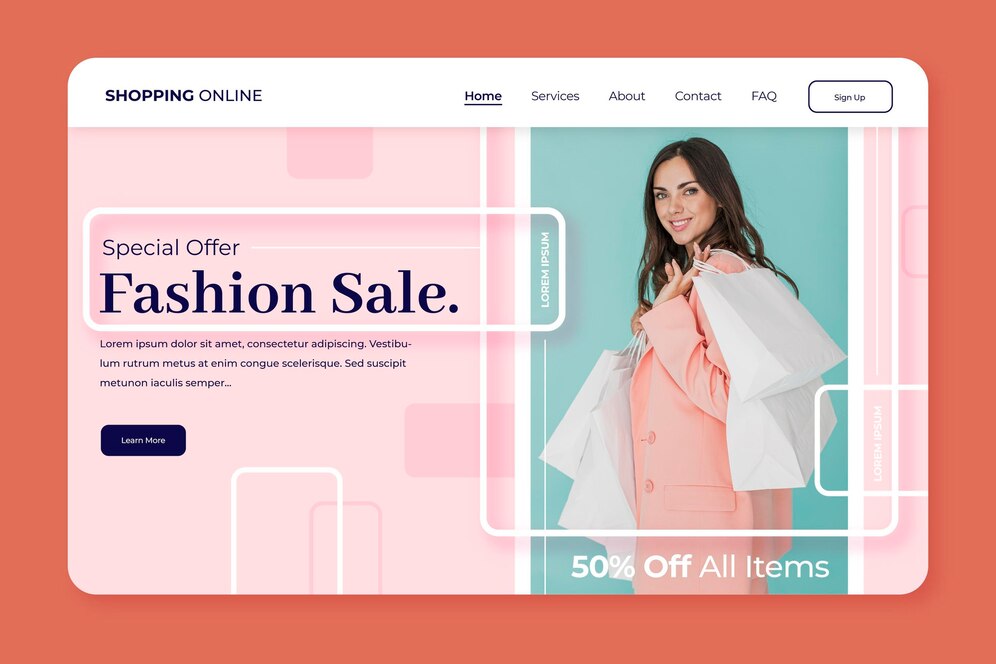 SHOPPING ONLINE
Home Services About Contact FAQ Sign Up
Special Offer
Fashion Sale.
LOREM IPSUM
Lorem ipsum dolor sit amet, consectetur adipiscing. Vestibu-
lum rutrum metus at enim congue scelerisque. Sed suscipit
metunon iaculis semper...
Learn More
LOREM IPSUM
50% Off All Items